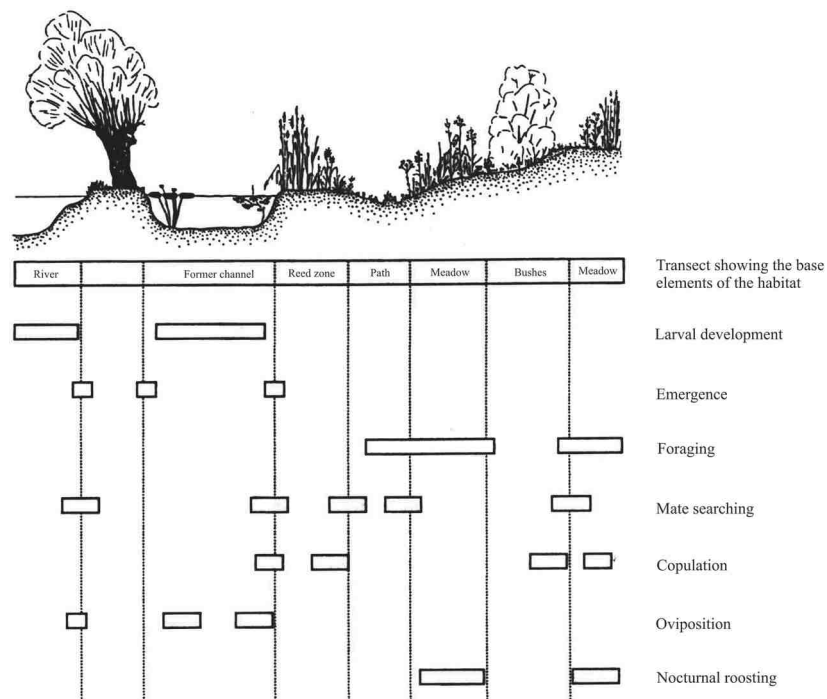 River Former channel Reed zone Path Meadow Bushes Meadow
Transect showing the base
elements of the habitat
Larval development
Emergence
Foraging
Mate searching
Copulation
Oviposition
Nocturnal roosting